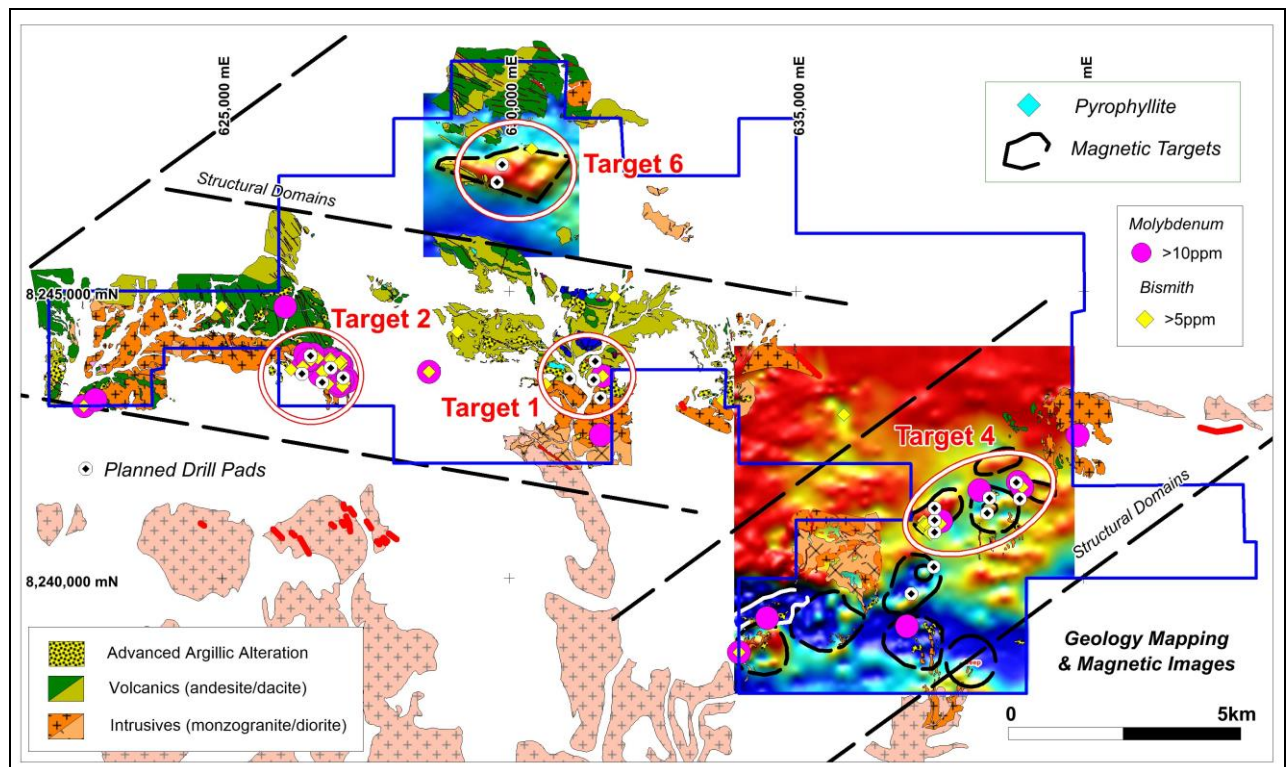 625,000 mE
630,000 mE
635,000 mE
mE
Pyrophyllite
Magnetic Targets
Target 6
Structural Domains
Molybdenum
>10ppm
Bismith
>5ppm
8,245,000 mN
Target 2
Target 1
Target 4
Planned Drill Pads
Structural Domains
8,240,000 mN
Geology Mapping
& Magnetic Images
Advanced Argillic Alteration
Volcanics (andesite/dacite)
Intrusives (monzogranite/diorite)
0
5km